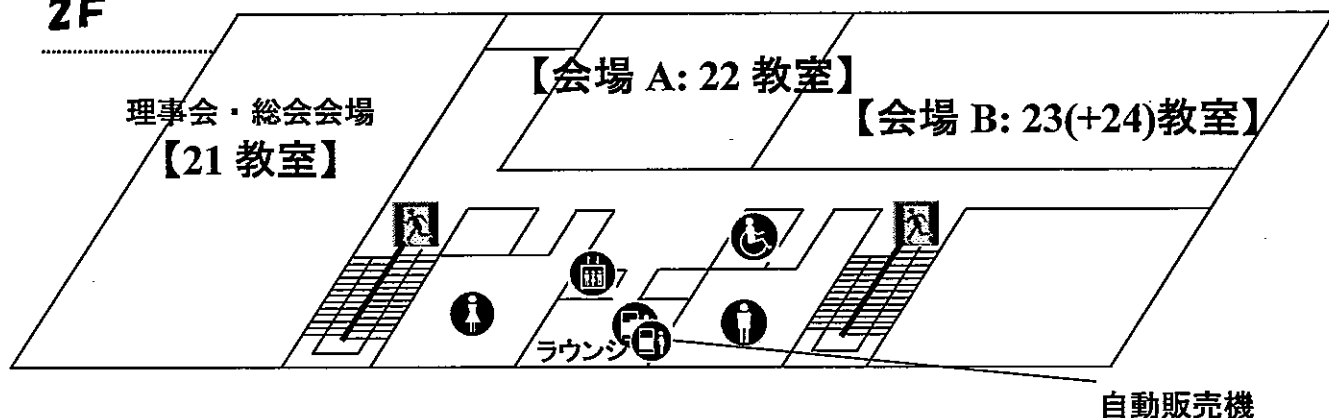 2F
理事会・総会会場
【21 教室】
【会場 A: 22 教室】
【会場 B: 23(+24)教室】
ラウンジ
自動販売機